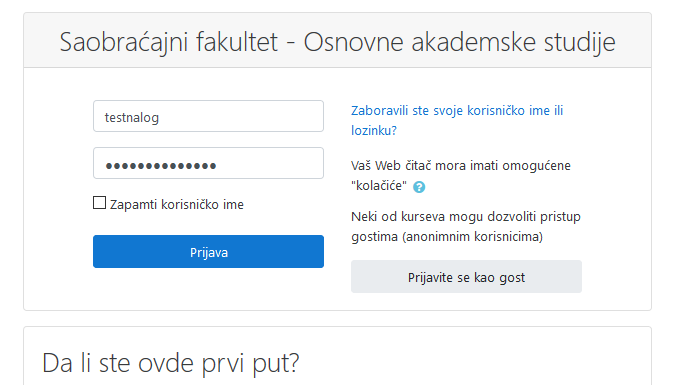 Saobraćajni fakultet - Osnovne akademske studije
testnalog
Zapamti korisničko ime
Prijava
Zaboravili ste svoje korisničko ime ili
lozinku?
Vaš Web čitač mora imati omogućene
"kolačiće"
Neki od kurseva mogu dozvoliti pristup
gostima (anonimnim korisnicima)
Prijavite se kao gost
Da li ste ovde prvi put?